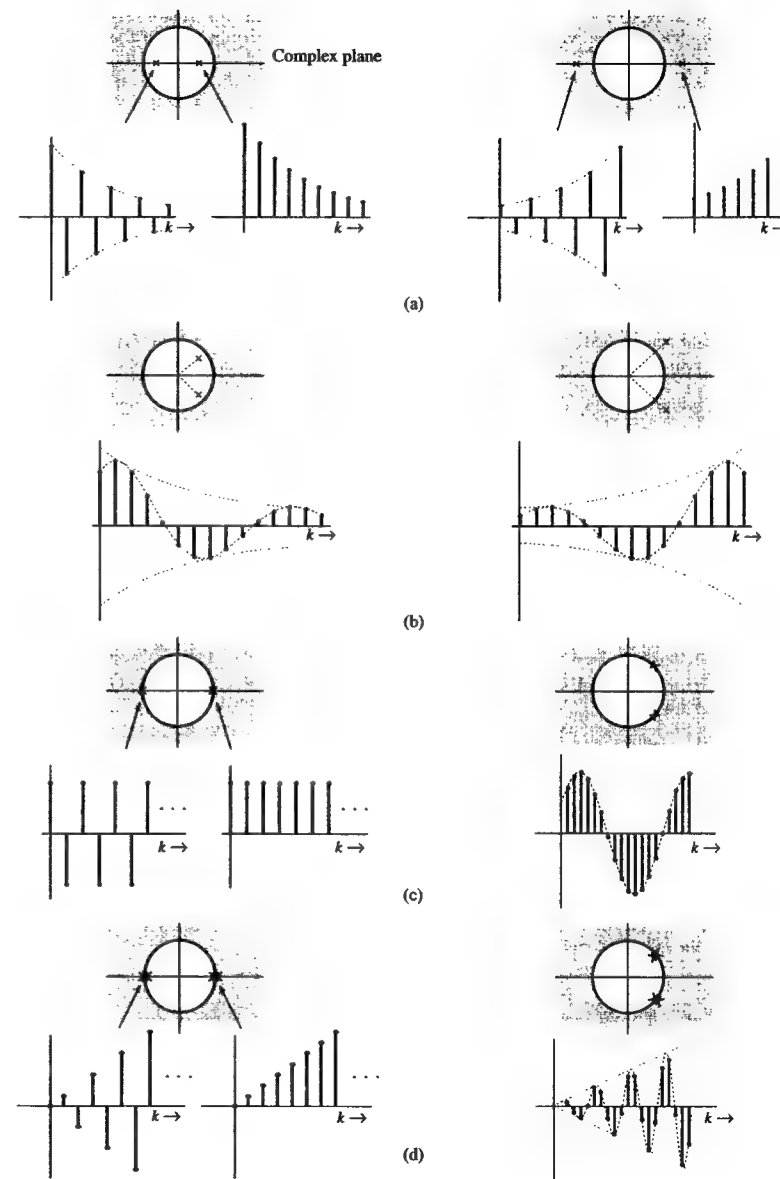 Complex plane
k → k → k → k –
(a)
k → k →
(b)
k → k → k →
(c)
k → k → k →
(d)